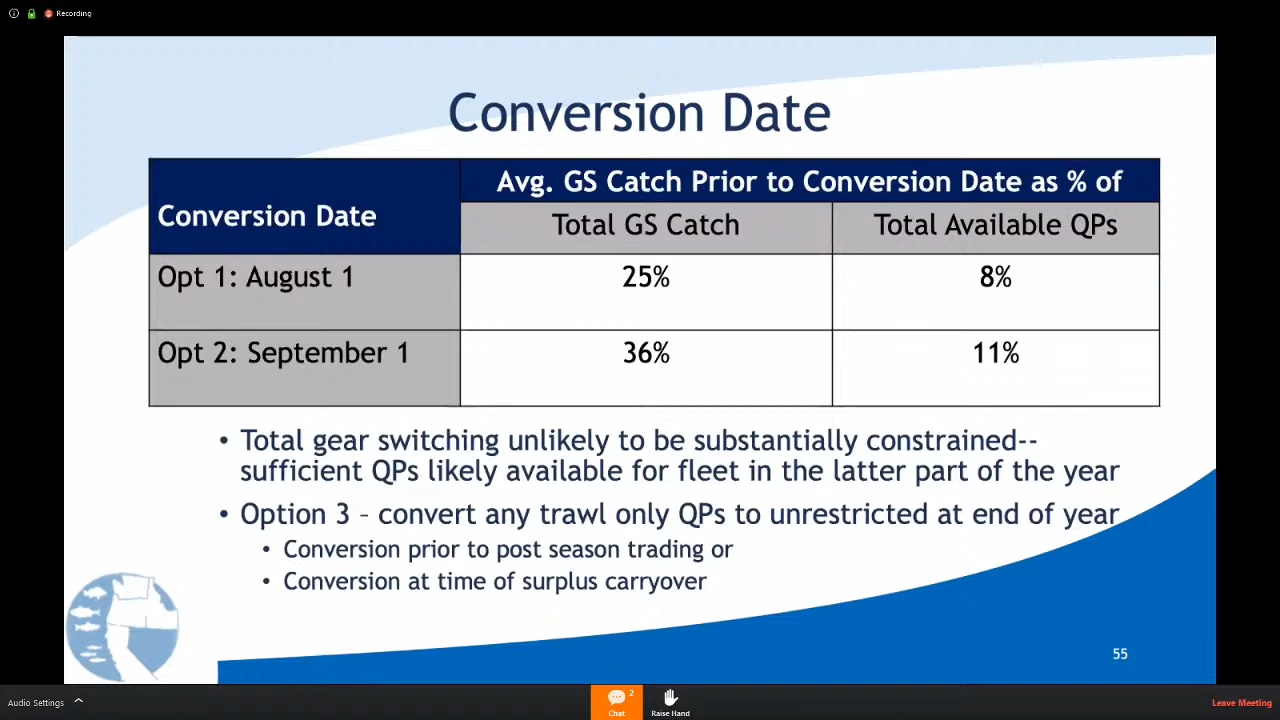 Recording
Conversion Date
Conversion Date
Avg. GS Catch Prior to Conversion Date as % of
Total GS Catch
Total Available QPs
Opt 1: August 1
25%
8%
Opt 2: September 1
36%
11%
• Total gear switching unlikely to be substantially constrained--
sufficient QPs likely available for fleet in the latter part of the year
• Option 3 – convert any trawl only QPs to unrestricted at end of year
• Conversion prior to post season trading or
• Conversion at time of surplus carryover
55
Audio Settings
2
Chat
Raise Hand
Leave Meeting